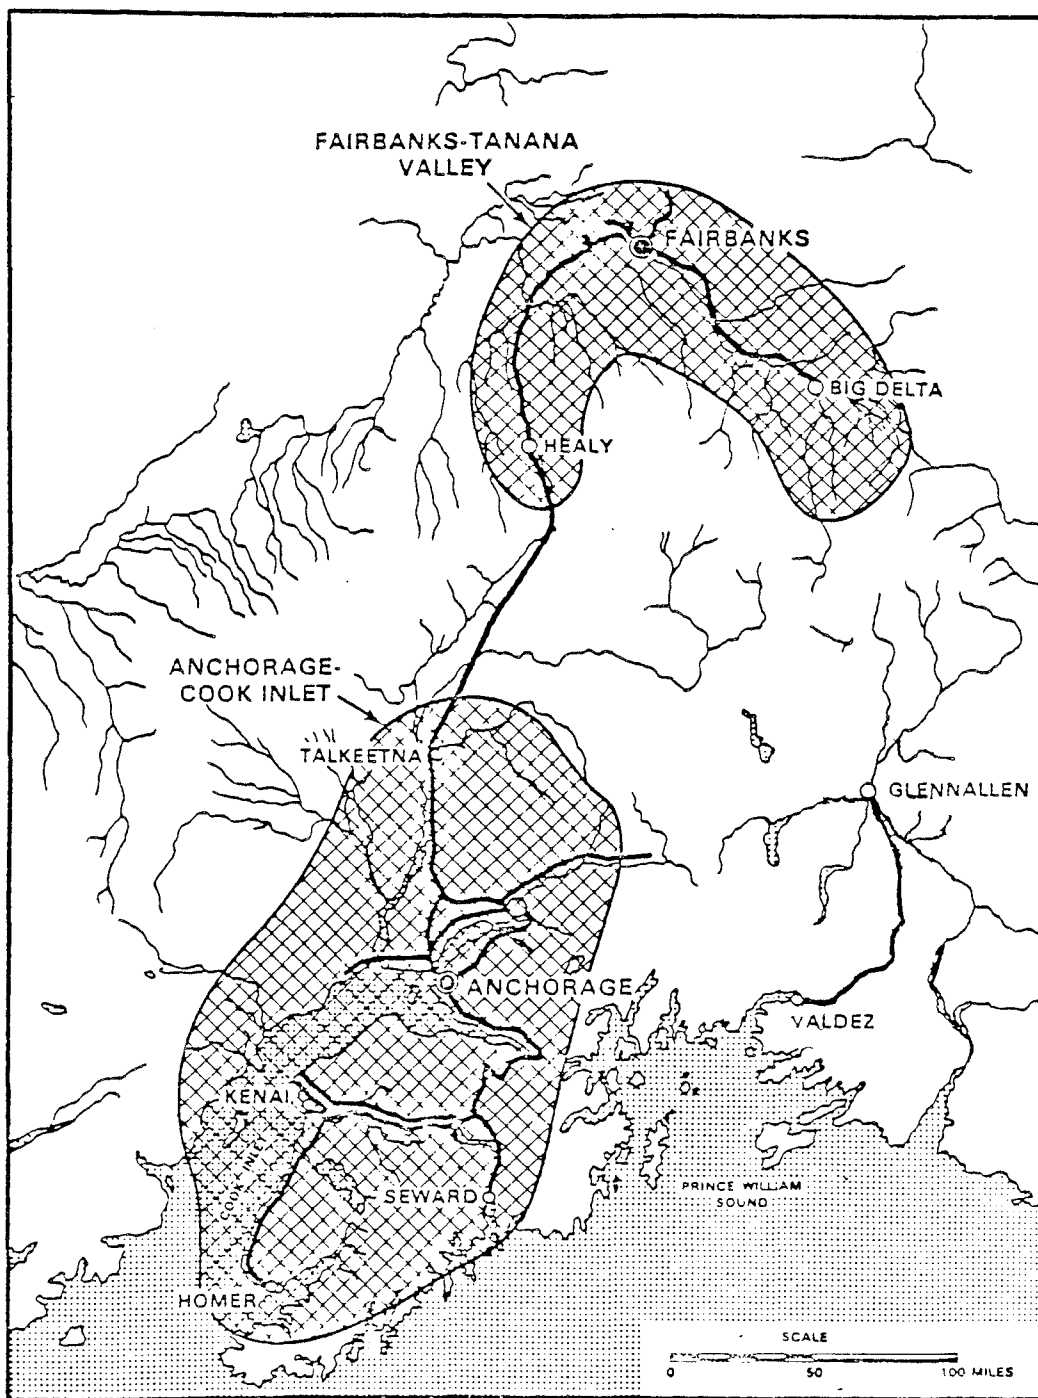 FAIRBANKS-TANANA
VALLEY
FAIRBANKS
BIG DELTA
HEALY
ANCHORAGE-
COOK INLET
TALKEETNA
GLENNALLEN
ANCHORAGE
VALDEZ
KENAI
COOK INLET
SEWARD
PRINCE WILLIAM
SOUND
HOMER
SCALE
0 50 100 MILES